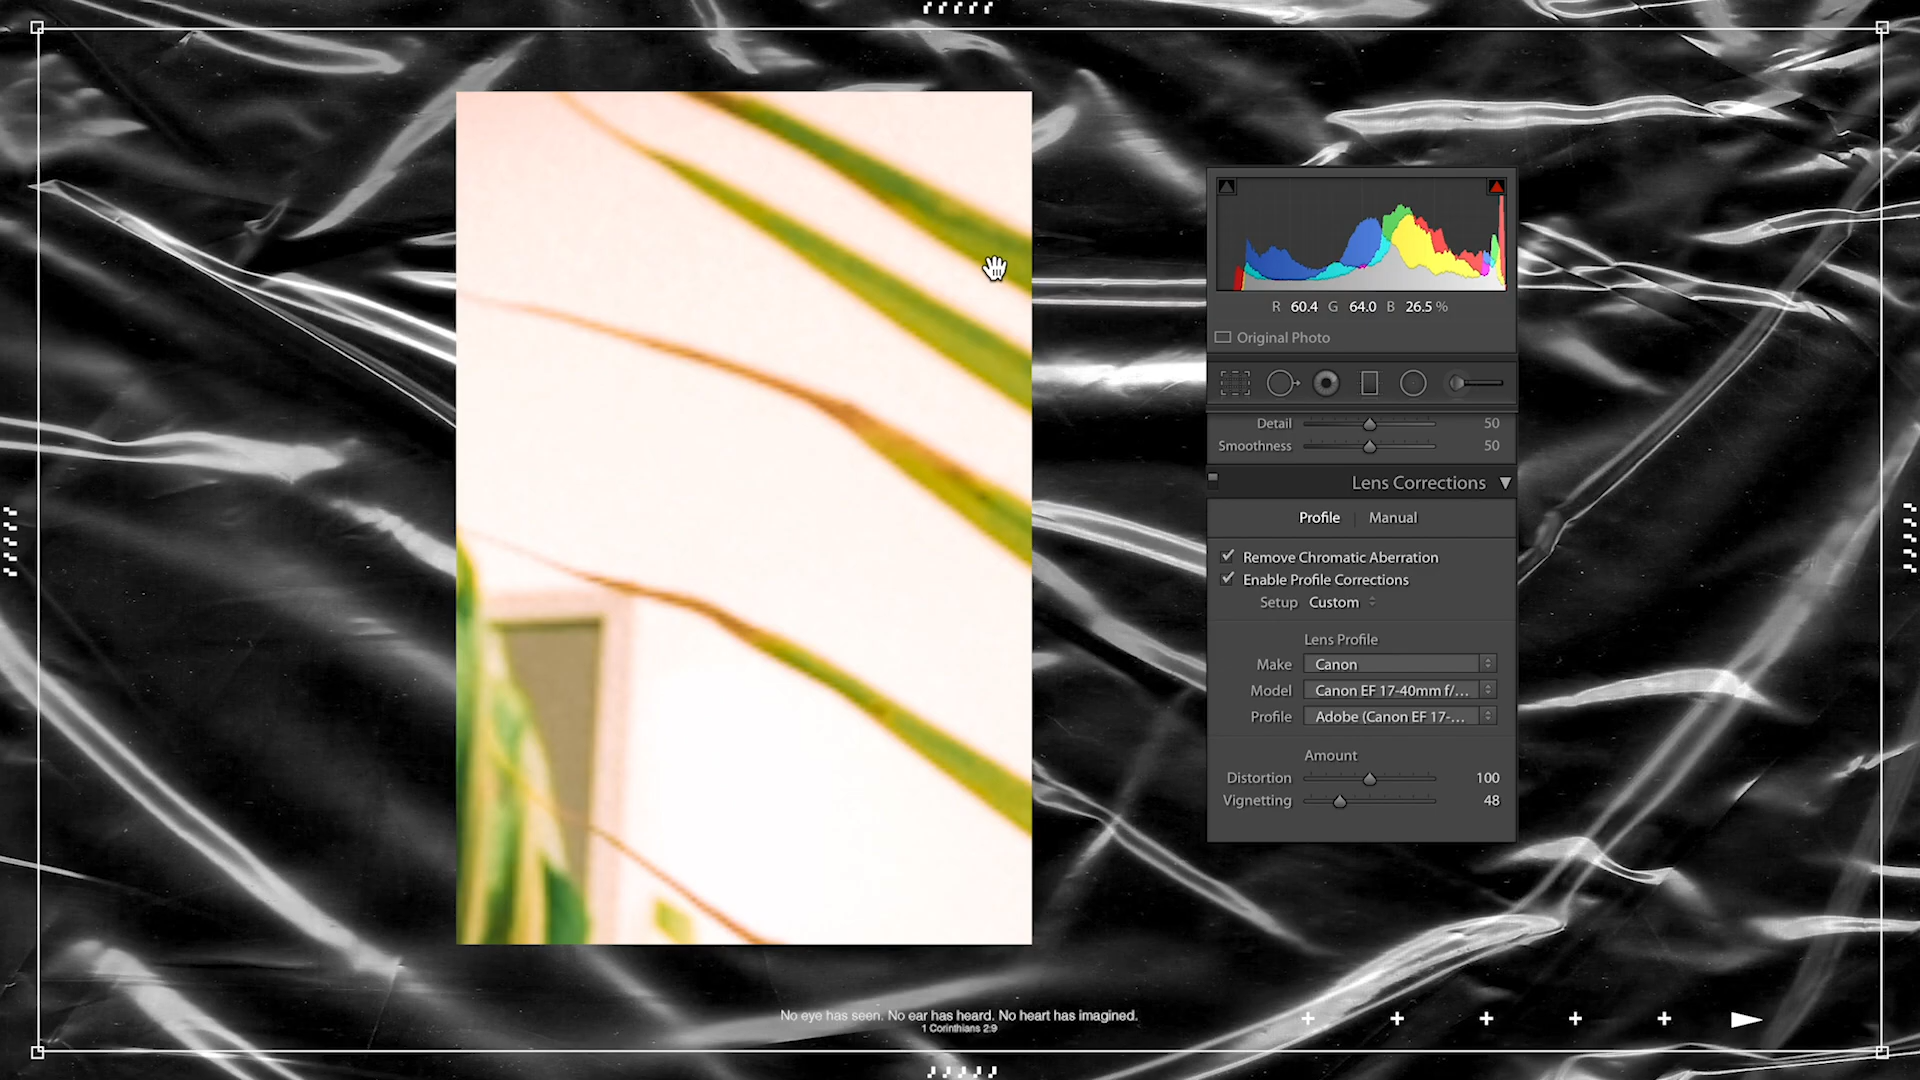 R 60.4 G 64.0 B 26.5 %
Original Photo
Detail 50
Smoothness 50
Lens Corrections
Profile Manual
Remove Chromatic Aberration
Enable Profile Corrections
Setup Custom
Lens Profile
Make Canon
Model Canon EF 17-40mm f/...
Profile Adobe (Canon EF 17-...
Amount
Distortion 100
Vignetting 48
No eye has seen. No ear has heard. No heart has imagined.
1 Corinthians 2:9